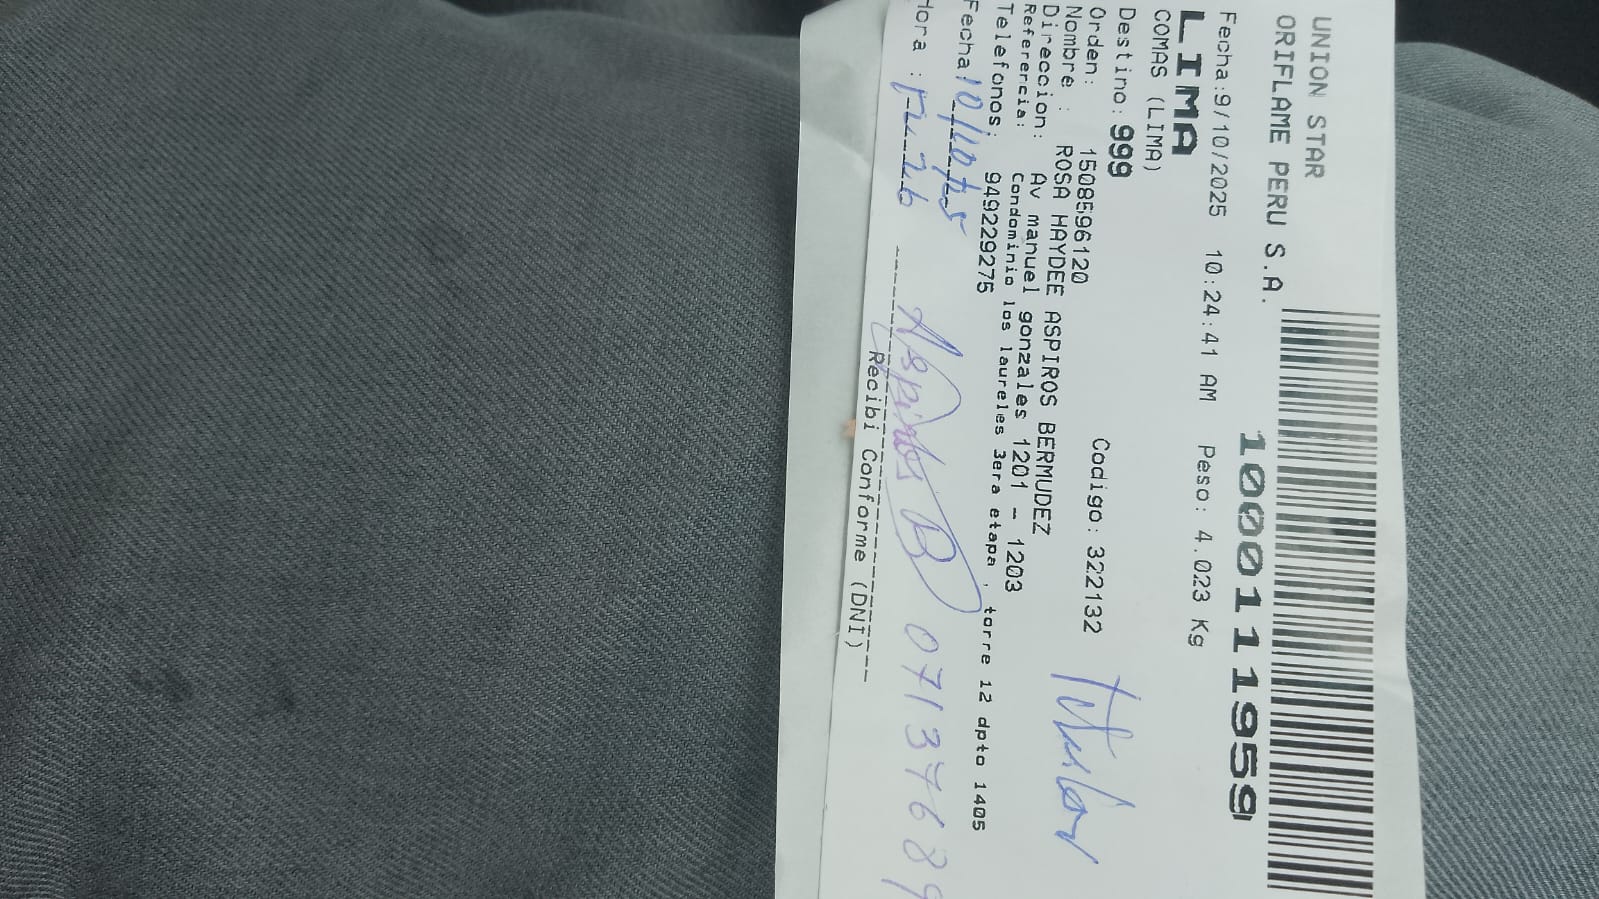 UNION STAR
ORIFLAME PERU S.A.
1000111959
Fecha:9/10/2025 10:24:41 AM Peso: 4.023 Kg
LIMA
COMAS (LIMA)
Destino: 999
Orden: 1508596120 Codigo: 322132
Nombre : ROSA HAYDEE ASPIROS BERMUDEZ
Titular
Direccion: Av manuel gonzales 1201 - 1203
Referencia: Condominio los laureles 3era etapa , torre 12 dpto 1405
Telefonos: 949229275
Fecha: 10/10/25
Hora :
Aspiros B 07137689
Recibi Conforme (DNI)